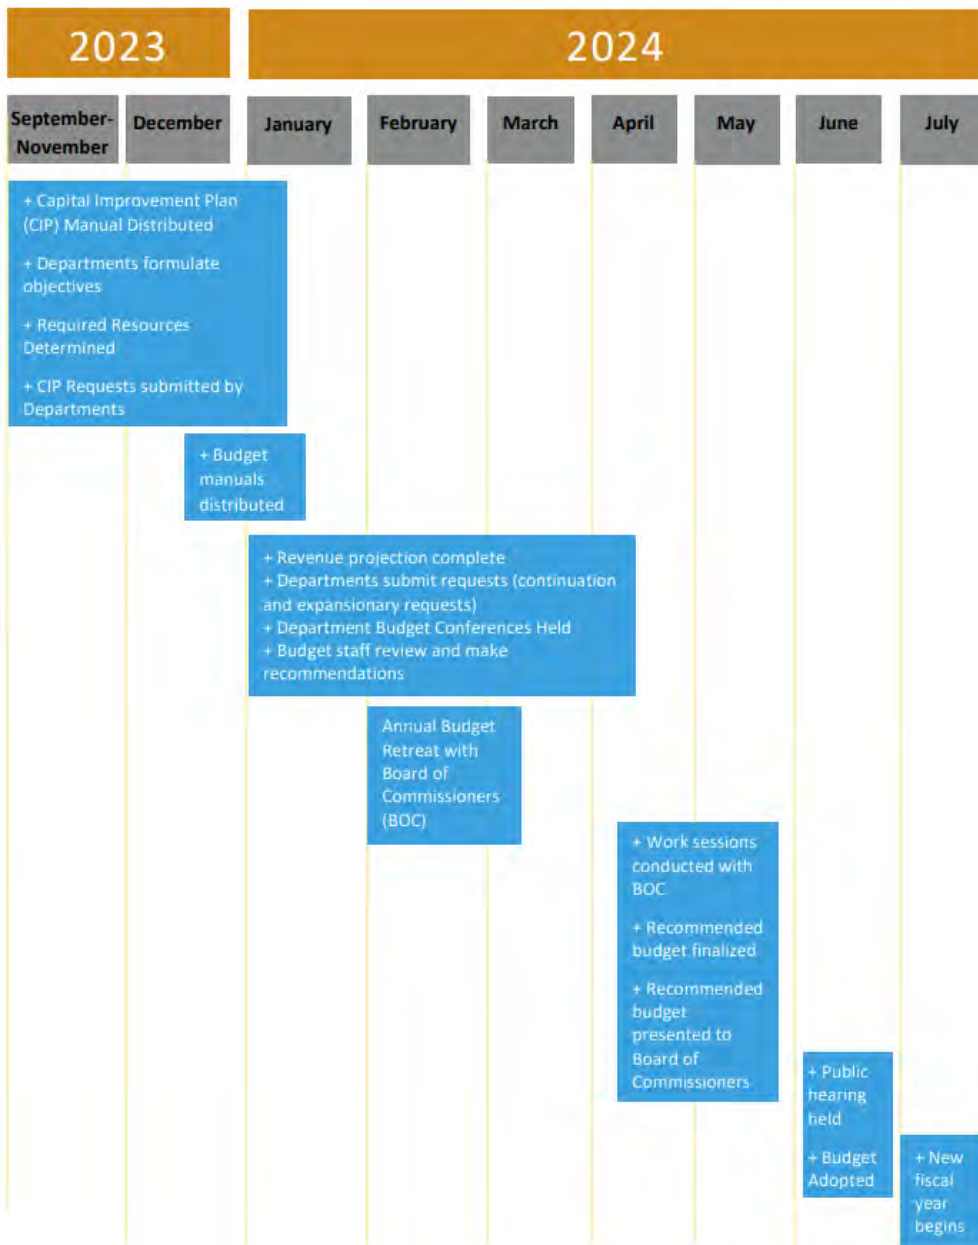 2023
2024
September-
November
December
January
February
March
April
May
June
July
+ Capital Improvement Plan
(CIP) Manual Distributed
+ Departments formulate
objectives
+ Required Resources
Determined
+ CIP Requests submitted by
Departments
+ Budget
manuals
distributed
+ Revenue projection complete
+ Departments submit requests (continuation
and expansionary requests)
+ Department Budget Conferences Held
+ Budget staff review and make
recommendations
Annual Budget
Retreat with
Board of
Commissioners
(BOC)
+ Work sessions
conducted with
BOC
+ Recommended
budget finalized
+ Recommended
budget
presented to
Board of
Commissioners
+ Public
hearing
held
+ Budget
Adopted
+ New
fiscal
year
begins